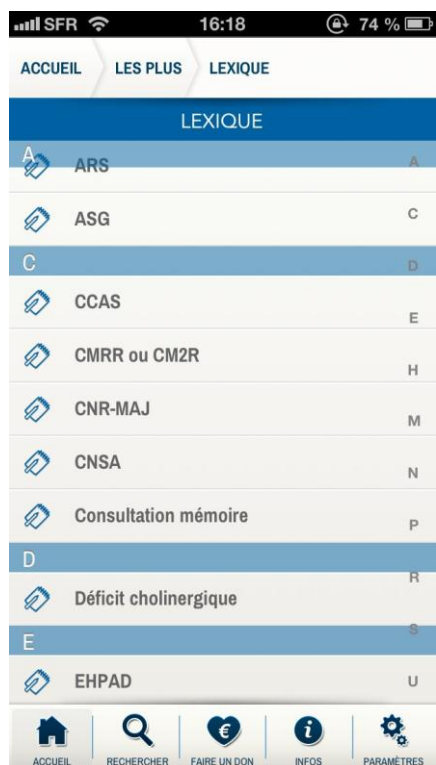 SFR 16:18 74 %
ACCUEIL LES PLUS LEXIQUE
LEXIQUE
A
ARS A
ASG C
C D
CCAS E
CMRR ou CM2R H
CNR-MAJ M
CNSA N
Consultation mémoire P
D R
Déficit cholinergique S
E
EHPAD U
ACCUEIL RECHERCHER FAIRE UN DON INFOS PARAMÈTRES